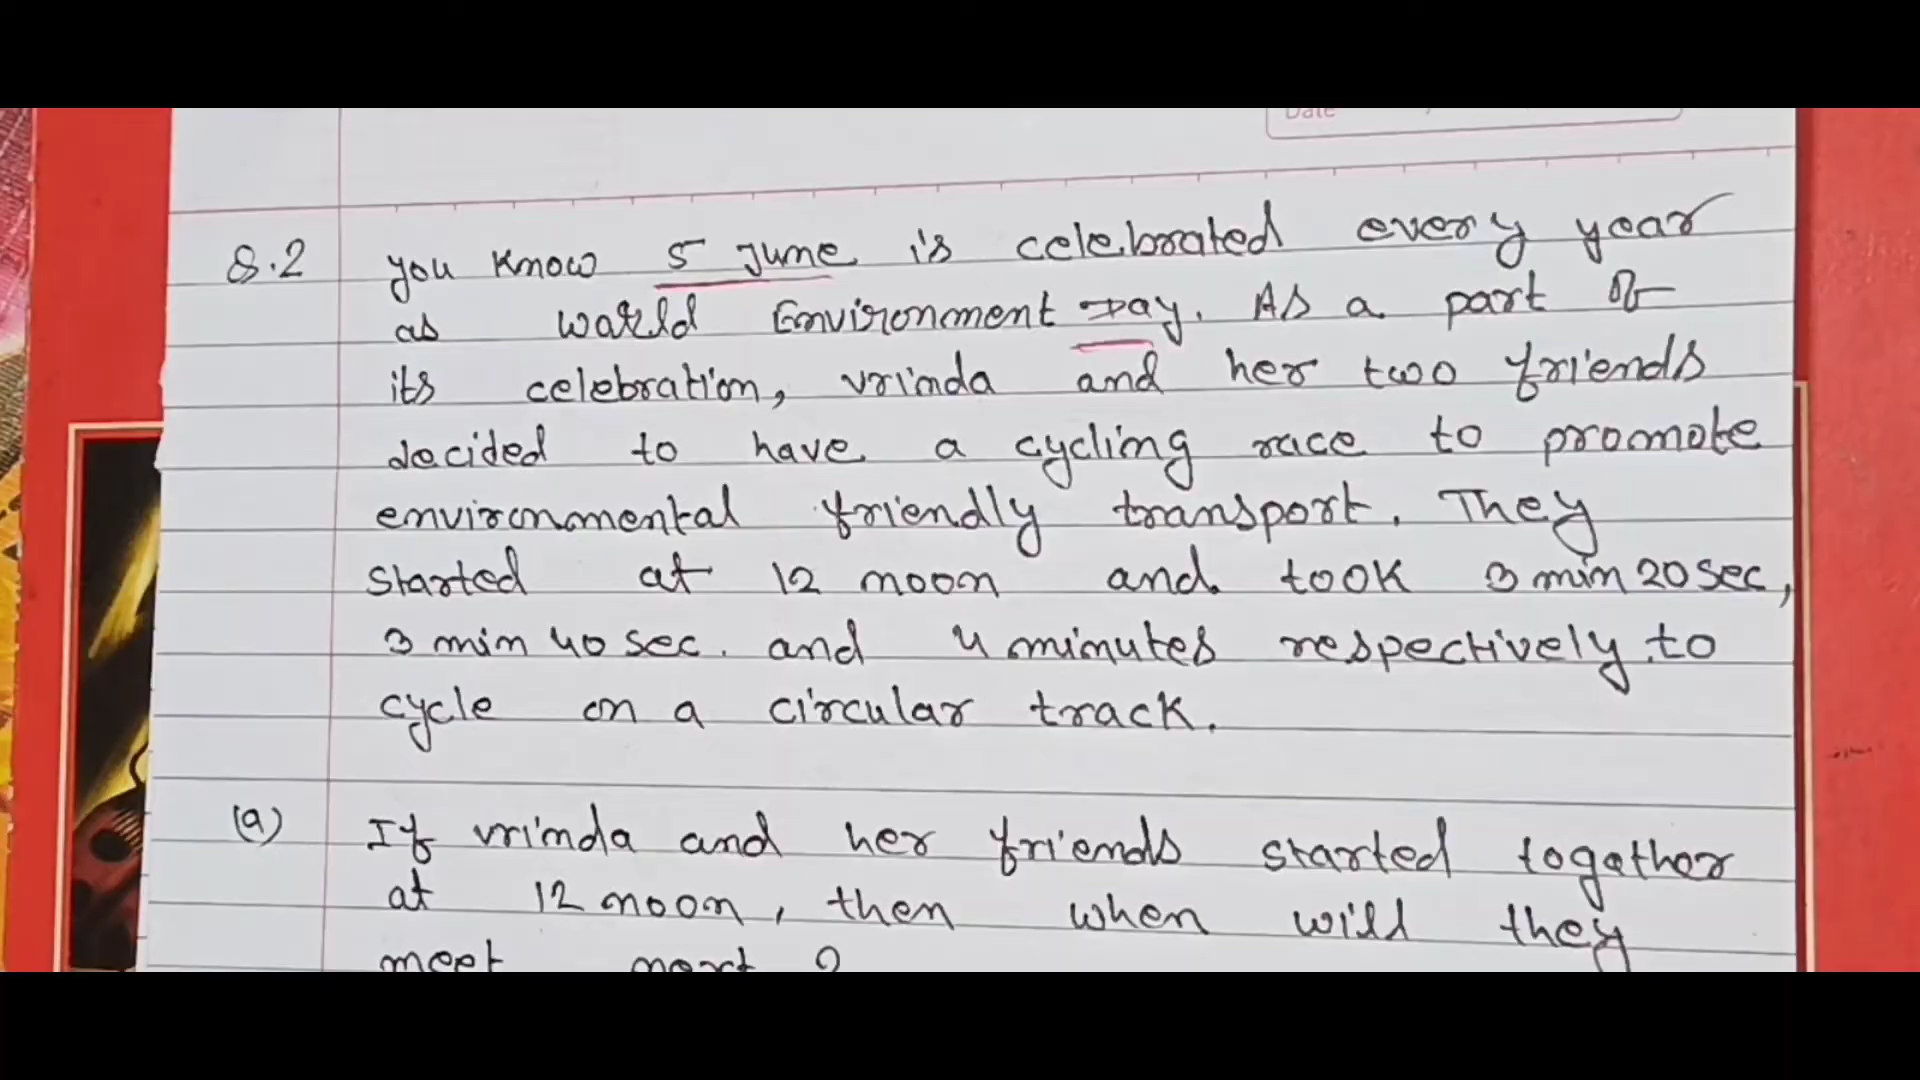 Date
Q.2 you know 5 June is celebrated every year
as world Environment Day. As a part of
its celebration, vrinda and her two friends
decided to have a cycling race to promote
environmental friendly transport. They
started at 12 noon and took 3 min 20 sec,
3 min 40 sec. and 4 minutes respectively to
cycle on a circular track.
(a) If vrinda and her friends started togather
at 12 noon, then when will they
meet next ?